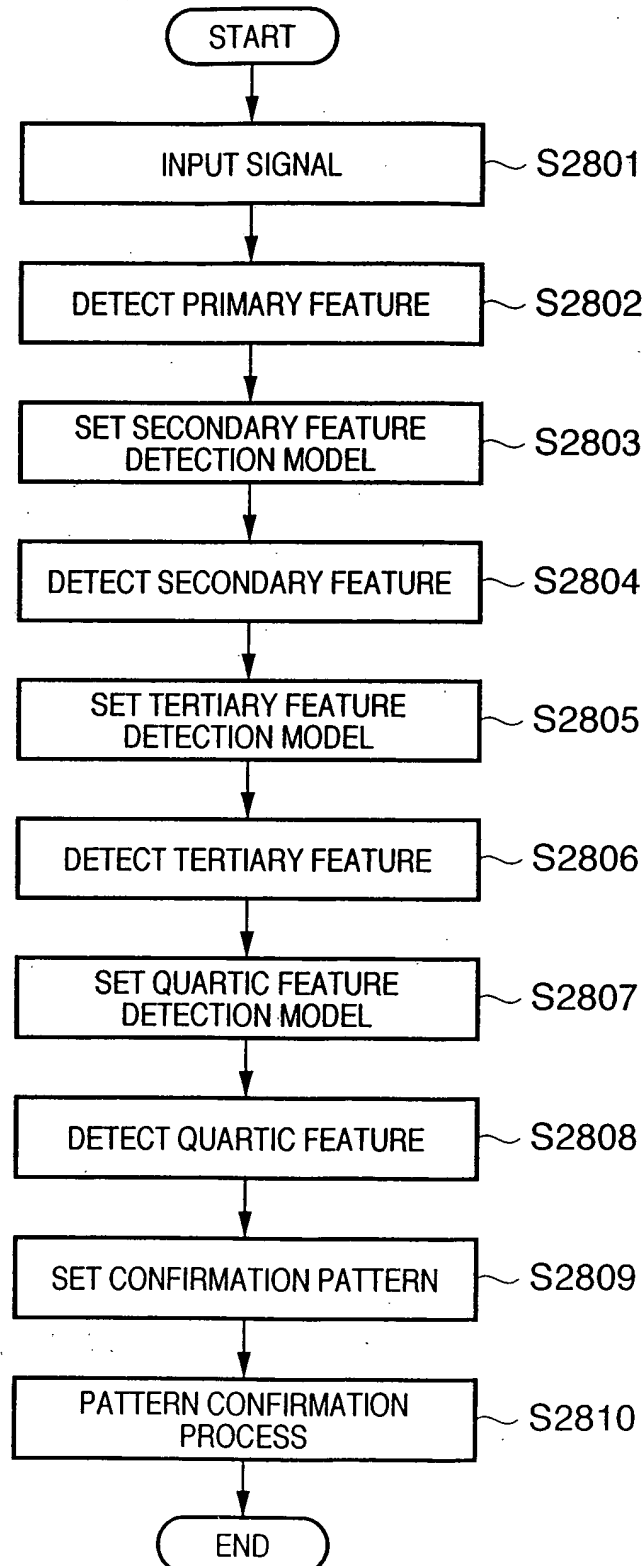 START
INPUT SIGNAL
S2801
DETECT PRIMARY FEATURE
S2802
SET SECONDARY FEATURE
DETECTION MODEL
S2803
DETECT SECONDARY FEATURE
S2804
SET TERTIARY FEATURE
DETECTION MODEL
S2805
DETECT TERTIARY FEATURE
S2806
SET QUARTIC FEATURE
DETECTION MODEL
S2807
DETECT QUARTIC FEATURE
S2808
SET CONFIRMATION PATTERN
S2809
PATTERN CONFIRMATION
PROCESS
S2810
END